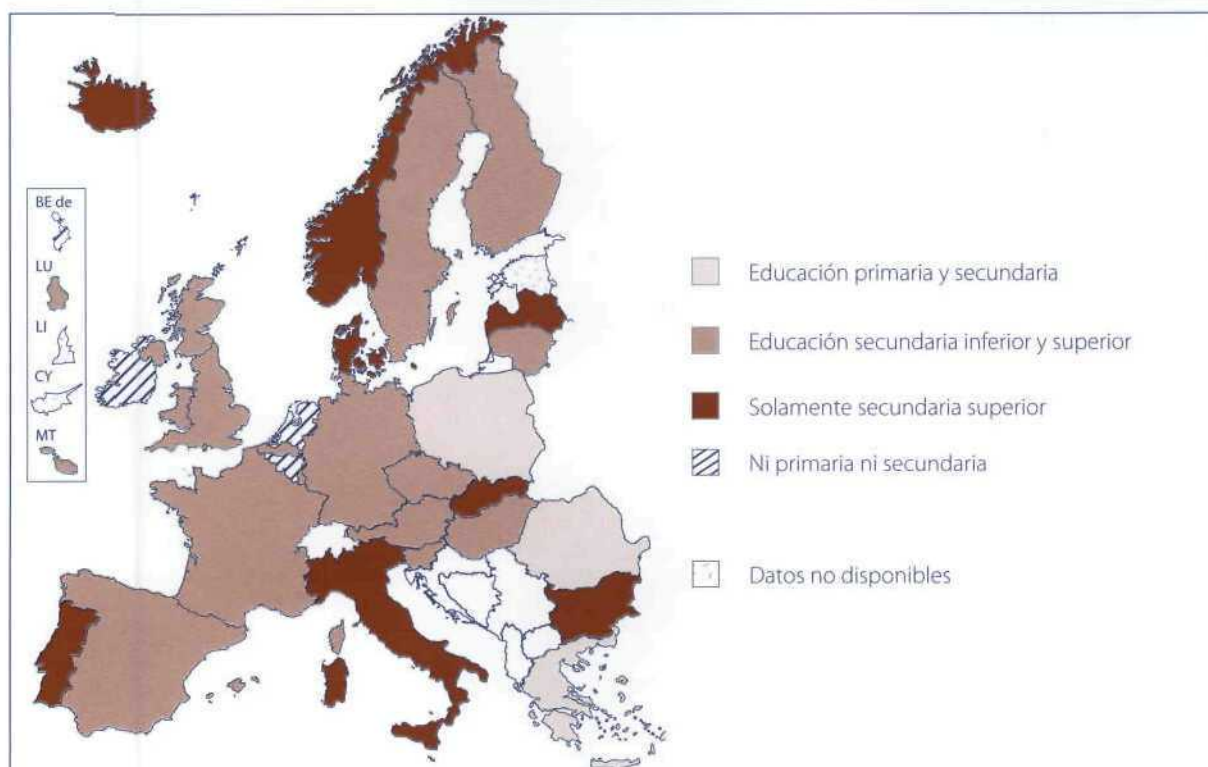 BE de
LU
LI
CY
MT
Educación primaria y secundaria
Educación secundaria inferior y superior
Solamente secundaria superior
Ni primaria ni secundaria
Datos no disponibles